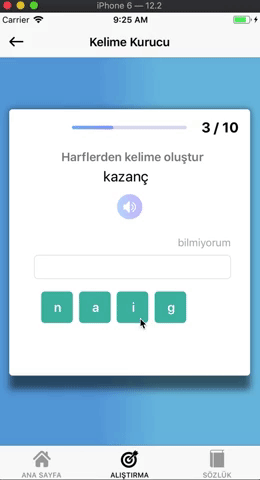 iPhone 6 — 12.2
Carrier 9:25 AM
Kelime Kurucu
3 / 10
Harflerden kelime oluştur
kazanç
bilmiyorum
n a i g
ANA SAYFA ALIŞTIRMA SÖZLÜK